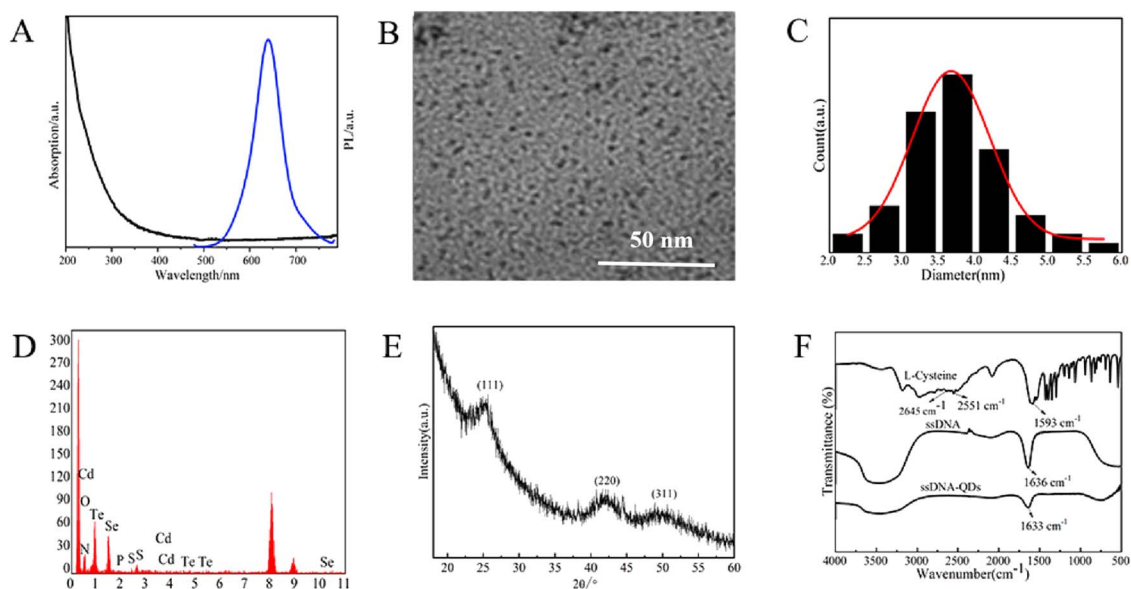 A
Absorption/a.u.
PL/a.u.
200 300 400 500 600 700
Wavelength/nm
B
50 nm
C
Count(a.u.)
2.0 2.4 3.0 3.7 4.0 4.5 5.0 5.5 6.0
Diameter(nm)
D
300
270
240
210
180
150
120
90
60
30
0
Cd
O
Te
N
Se
P
S
S
Cd
Cd
Te
Te
Se
0 1 2 3 4 5 6 7 8 9 10 11
E
Intensity(a.u.)
(111)
(220)
(311)
20 25 30 35 40 45 50 55 60
2θ/°
F
Transmittance (%)
L-Cysteine
2645 cm-1
2551 cm-1
1593 cm-1
ssDNA
1636 cm-1
ssDNA-QDs
1633 cm-1
4000 3500 3000 2500 2000 1500 1000 500
Wavenumber(cm-1)